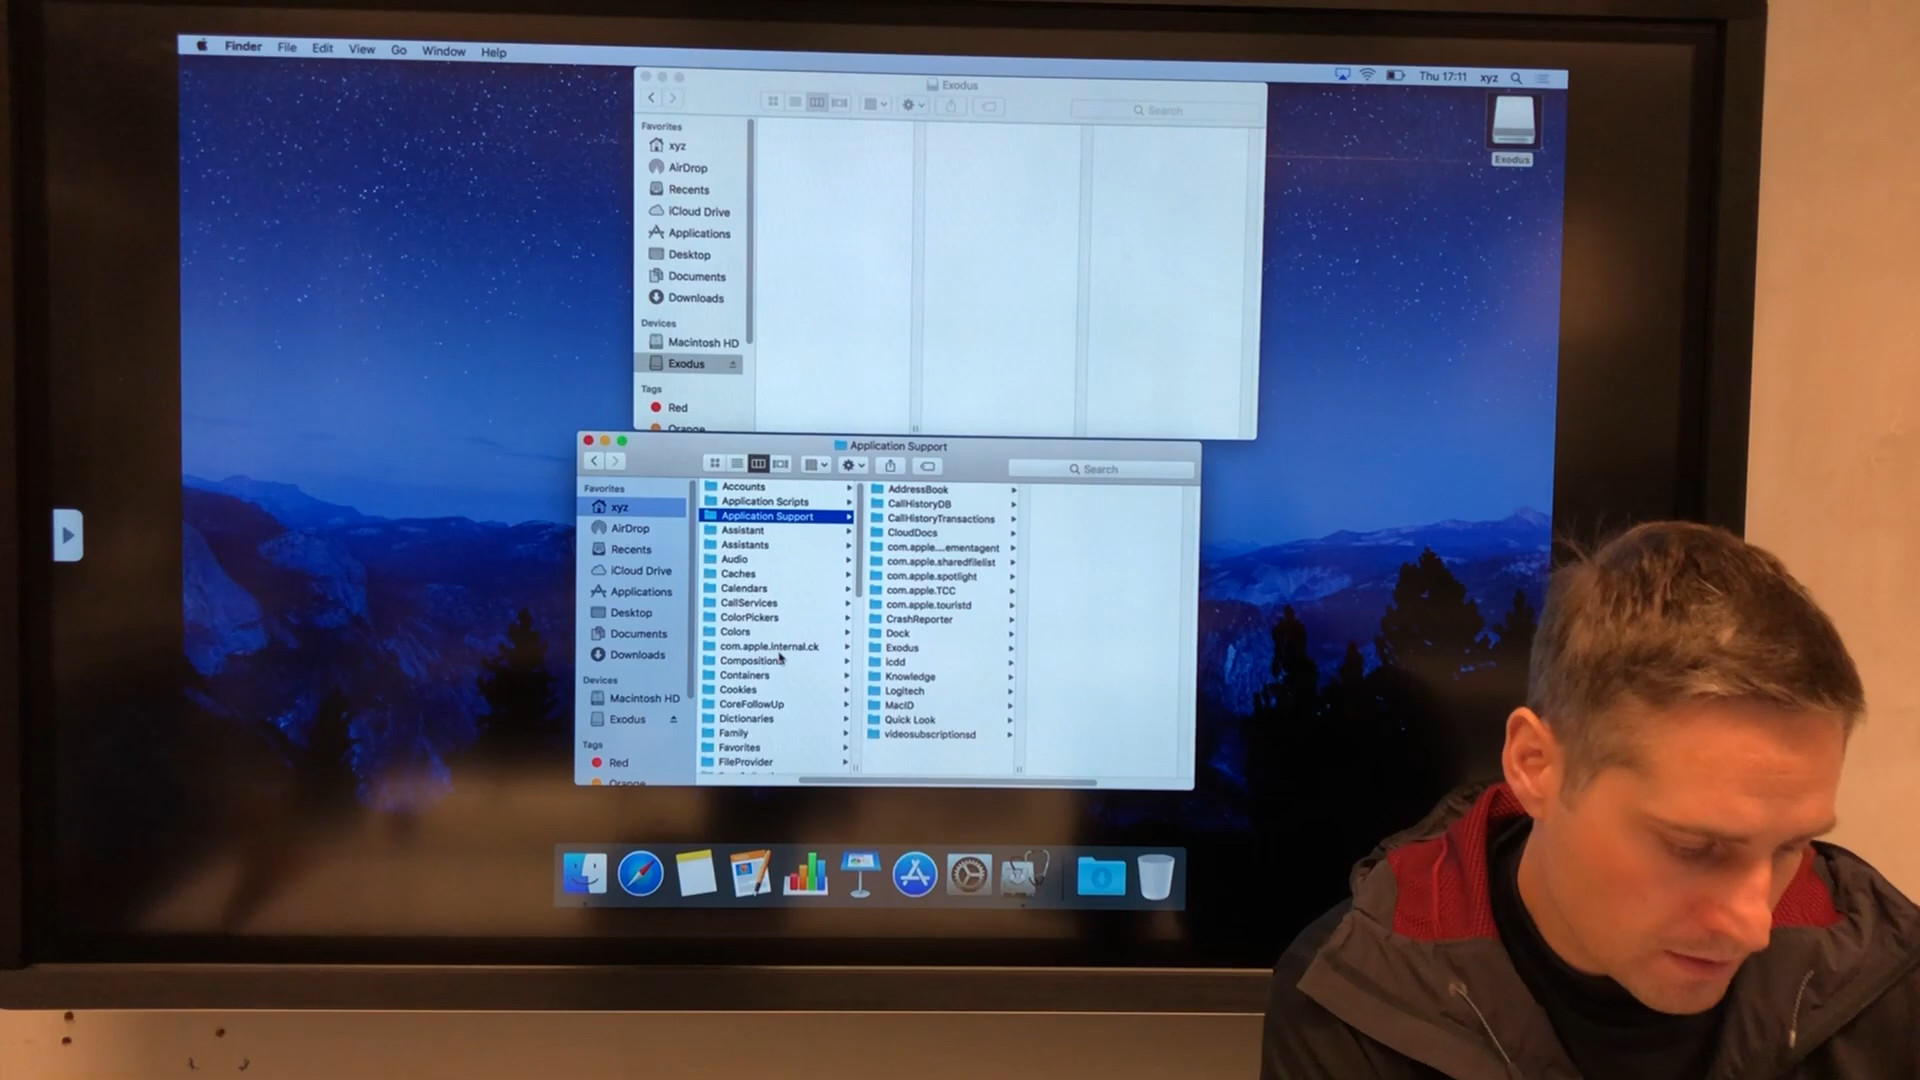 Finder File Edit View Go Window Help
Thu 17:11 xyz
Exodus
Exodus
Search
Favorites
xyz
AirDrop
Recents
iCloud Drive
Applications
Desktop
Documents
Downloads
Devices
Macintosh HD
Exodus
Tags
Red
Orange
Application Support
Search
Favorites
xyz
AirDrop
Recents
iCloud Drive
Applications
Desktop
Documents
Downloads
Devices
Macintosh HD
Exodus
Tags
Red
Orange
Accounts
Application Scripts
Application Support
Assistant
Assistants
Audio
Caches
Calendars
CallServices
ColorPickers
Colors
com.apple.internal.ck
Compositions
Containers
Cookies
CoreFollowUp
Dictionaries
Family
Favorites
FileProvider
AddressBook
CallHistoryDB
CallHistoryTransactions
CloudDocs
com.apple....ementagent
com.apple.sharedfilelist
com.apple.spotlight
com.apple.TCC
com.apple.touristd
CrashReporter
Dock
Exodus
icdd
Knowledge
Logitech
MacID
Quick Look
videosubscriptionsd